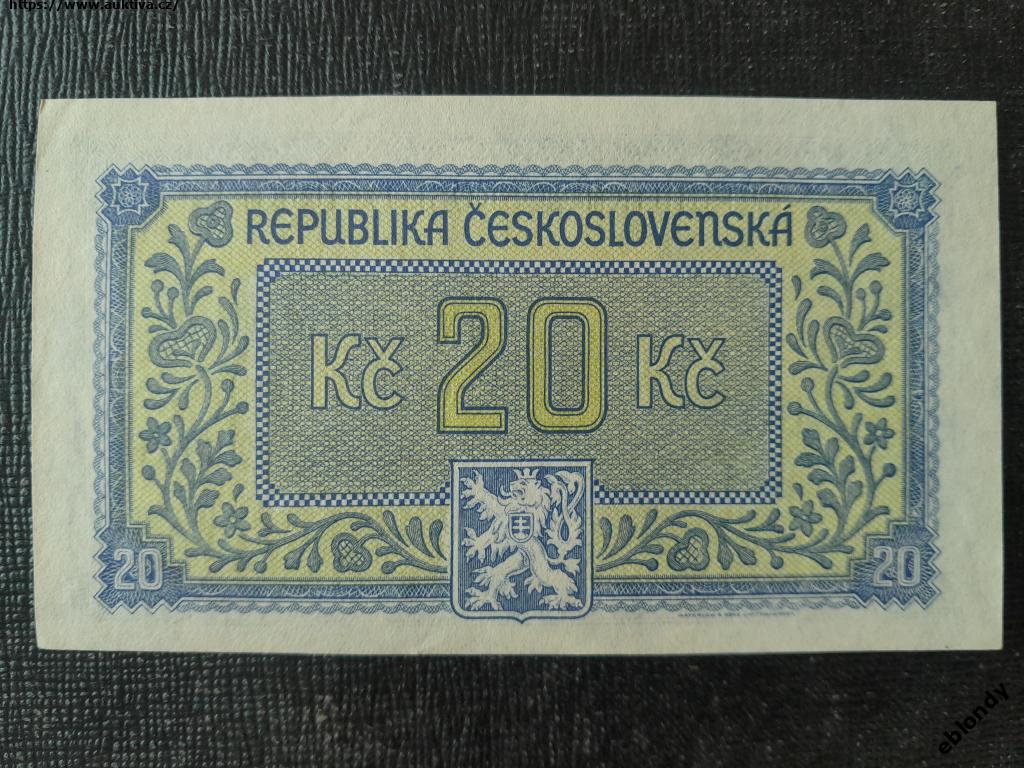 https://www.auktiva.cz/
REPUBLIKA ČESKOSLOVENSKÁ
Kč 20 Kč
20 20
eblondy